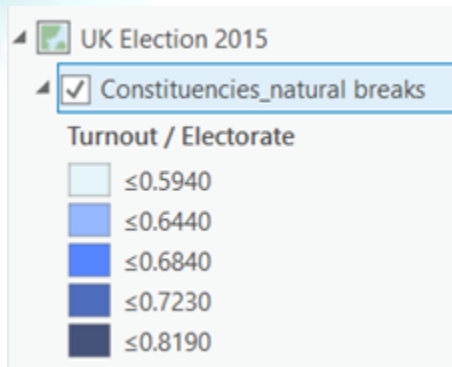 UK Election 2015
Constituencies_natural breaks
Turnout / Electorate
≤0.5940
≤0.6440
≤0.6840
≤0.7230
≤0.8190